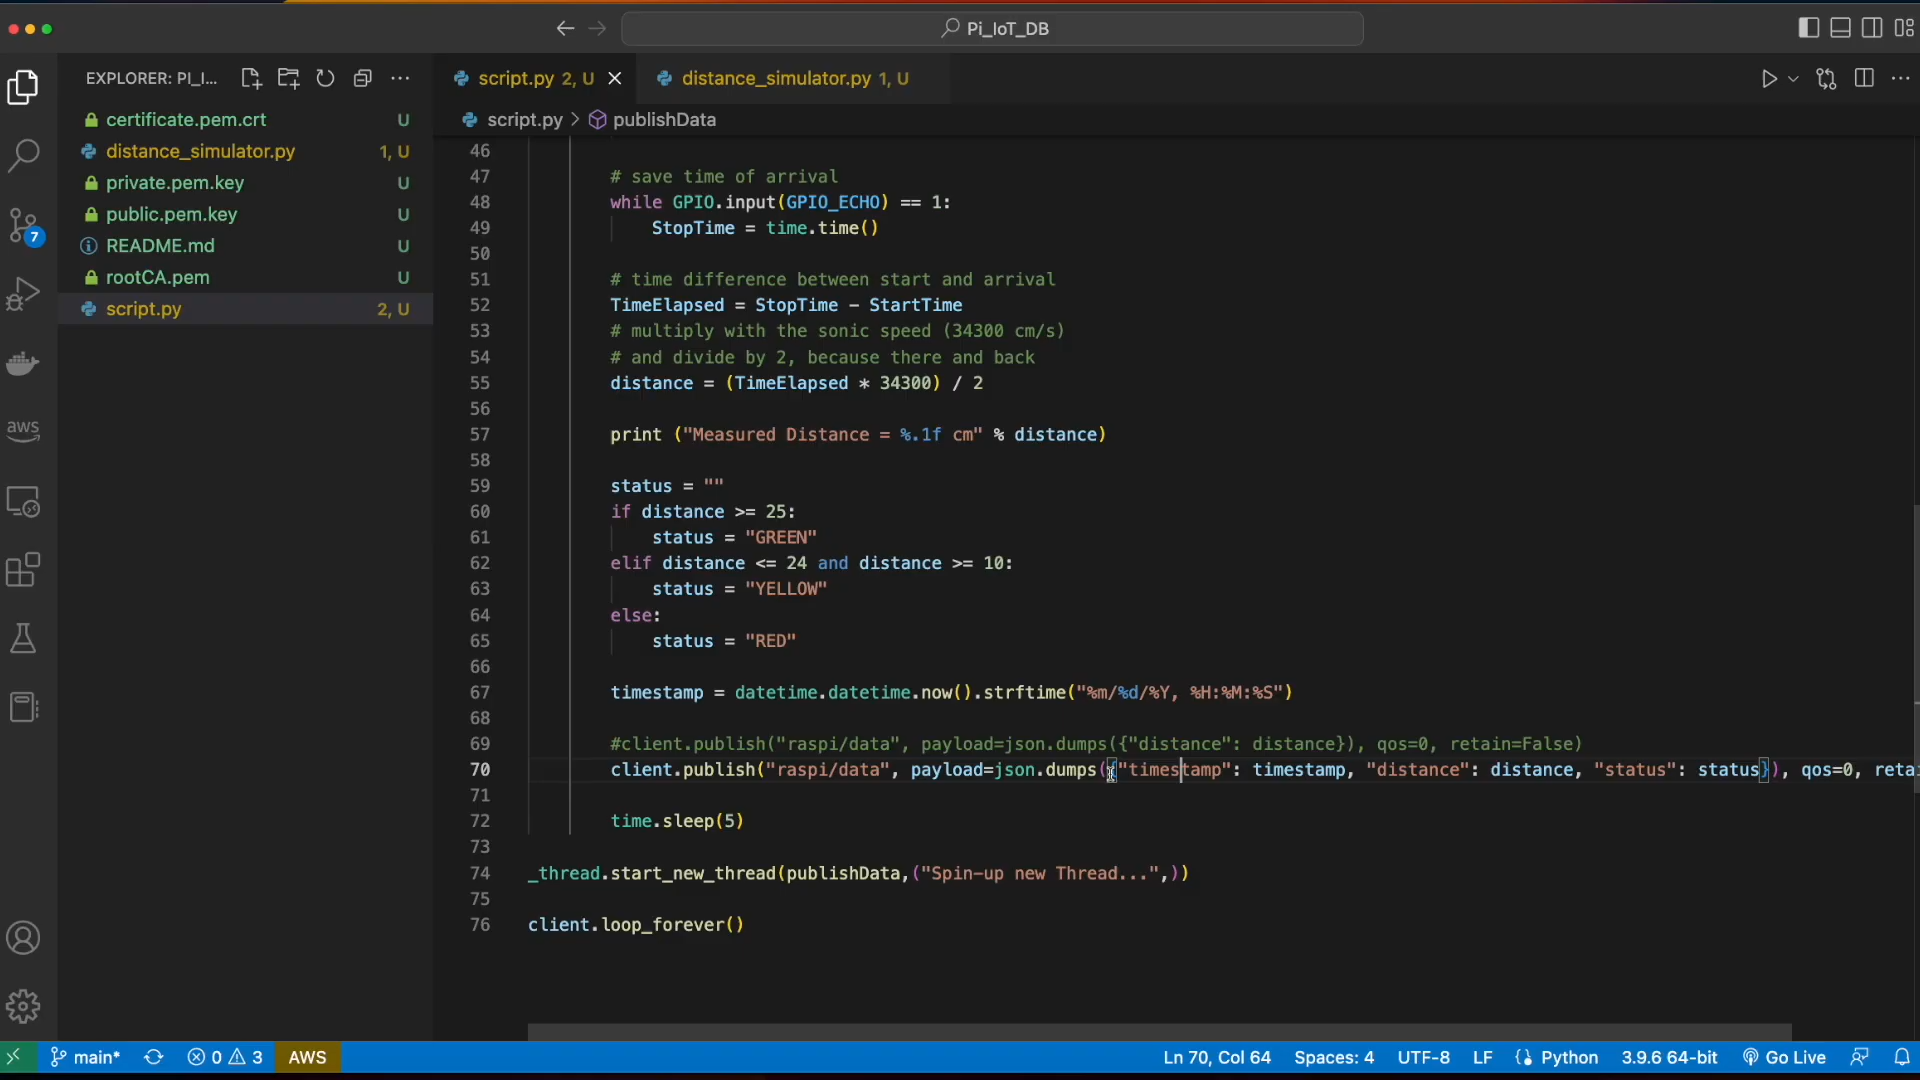 Pi_IoT_DB
EXPLORER: PI_I...
script.py 2, U
distance_simulator.py 1, U
certificate.pem.crt U
distance_simulator.py 1, U
private.pem.key U
public.pem.key U
README.md U
rootCA.pem U
script.py 2, U
7
aws
script.py > publishData
46
47 # save time of arrival
48 while GPIO.input(GPIO_ECHO) == 1:
49 StopTime = time.time()
50
51 # time difference between start and arrival
52 TimeElapsed = StopTime - StartTime
53 # multiply with the sonic speed (34300 cm/s)
54 # and divide by 2, because there and back
55 distance = (TimeElapsed * 34300) / 2
56
57 print ("Measured Distance = %.1f cm" % distance)
58
59 status = ""
60 if distance >= 25:
61 status = "GREEN"
62 elif distance <= 24 and distance >= 10:
63 status = "YELLOW"
64 else:
65 status = "RED"
66
67 timestamp = datetime.datetime.now().strftime("%m/%d/%Y, %H:%M:%S")
68
69 #client.publish("raspi/data", payload=json.dumps({"distance": distance}), qos=0, retain=False)
70 client.publish("raspi/data", payload=json.dumps({"timestamp": timestamp, "distance": distance, "status": status}), qos=0, retai
71
72 time.sleep(5)
73
74 _thread.start_new_thread(publishData,("Spin-up new Thread...",))
75
76 client.loop_forever()
main* 0 3 AWS Ln 70, Col 64 Spaces: 4 UTF-8 LF Python 3.9.6 64-bit Go Live